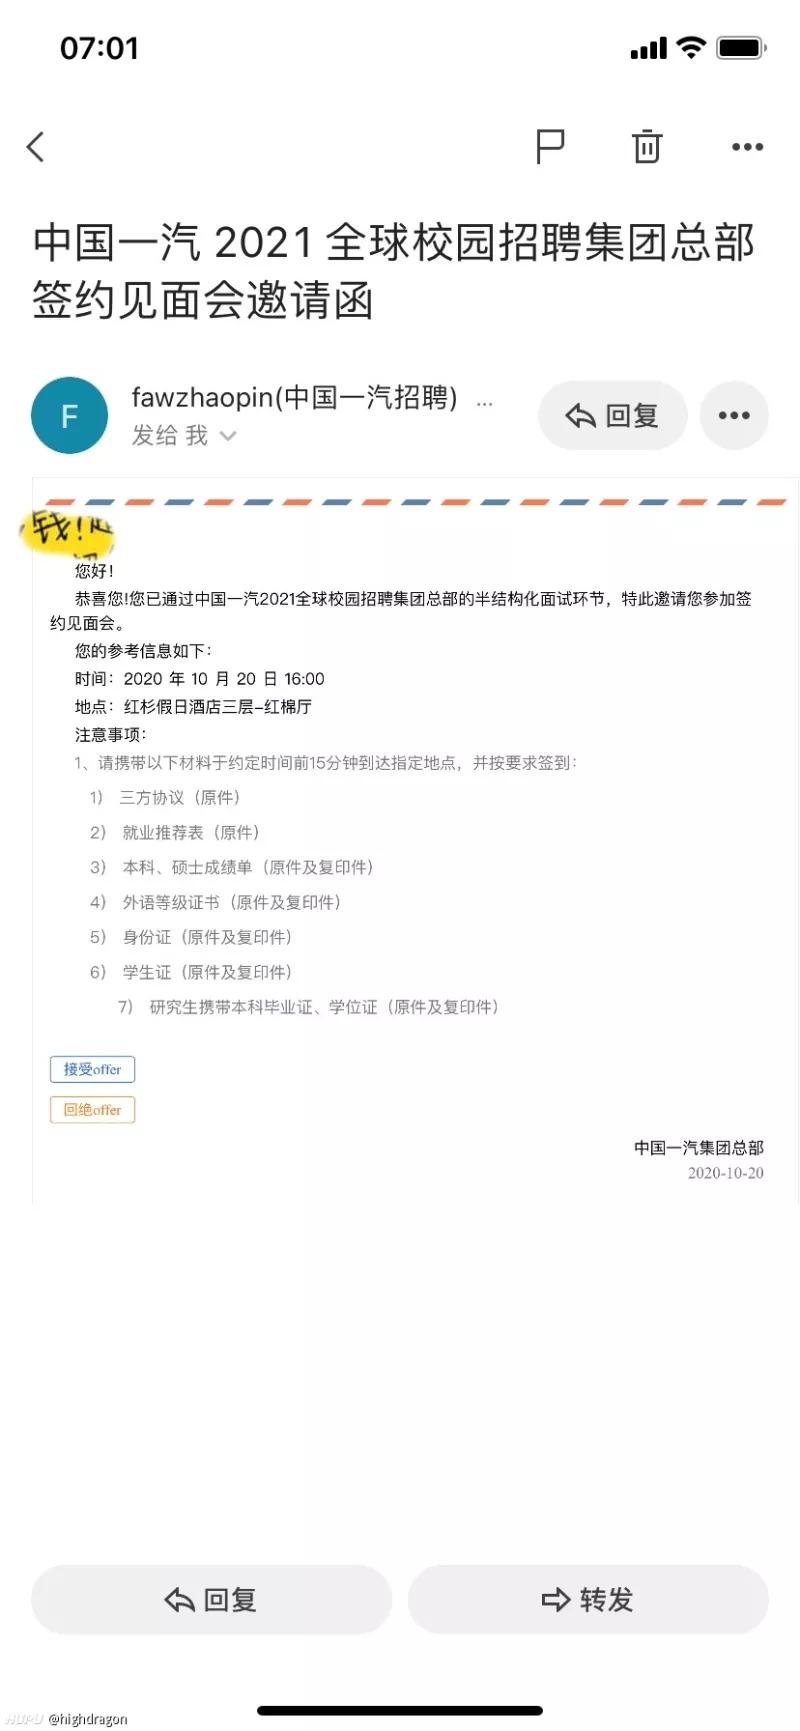 07:01
中国一汽 2021 全球校园招聘集团总部
签约见面会邀请函
F
fawzhaopin(中国一汽招聘) ...
回复
发给 我
钱!
您好!
恭喜您!您已通过中国一汽2021全球校园招聘集团总部的半结构化面试环节，特此邀请您参加签
约见面会。
您的参考信息如下:
时间：2020 年 10 月 20 日 16:00
地点：红杉假日酒店三层-红棉厅
注意事项:
1、请携带以下材料于约定时间前15分钟到达指定地点，并按要求签到:
1) 三方协议（原件）
2) 就业推荐表（原件）
3) 本科、硕士成绩单（原件及复印件）
4) 外语等级证书（原件及复印件）
5) 身份证（原件及复印件）
6) 学生证（原件及复印件）
7) 研究生携带本科毕业证、学位证（原件及复印件）
接受offer
回绝offer
中国一汽集团总部
2020-10-20
回复
转发
HUPU @highdragon